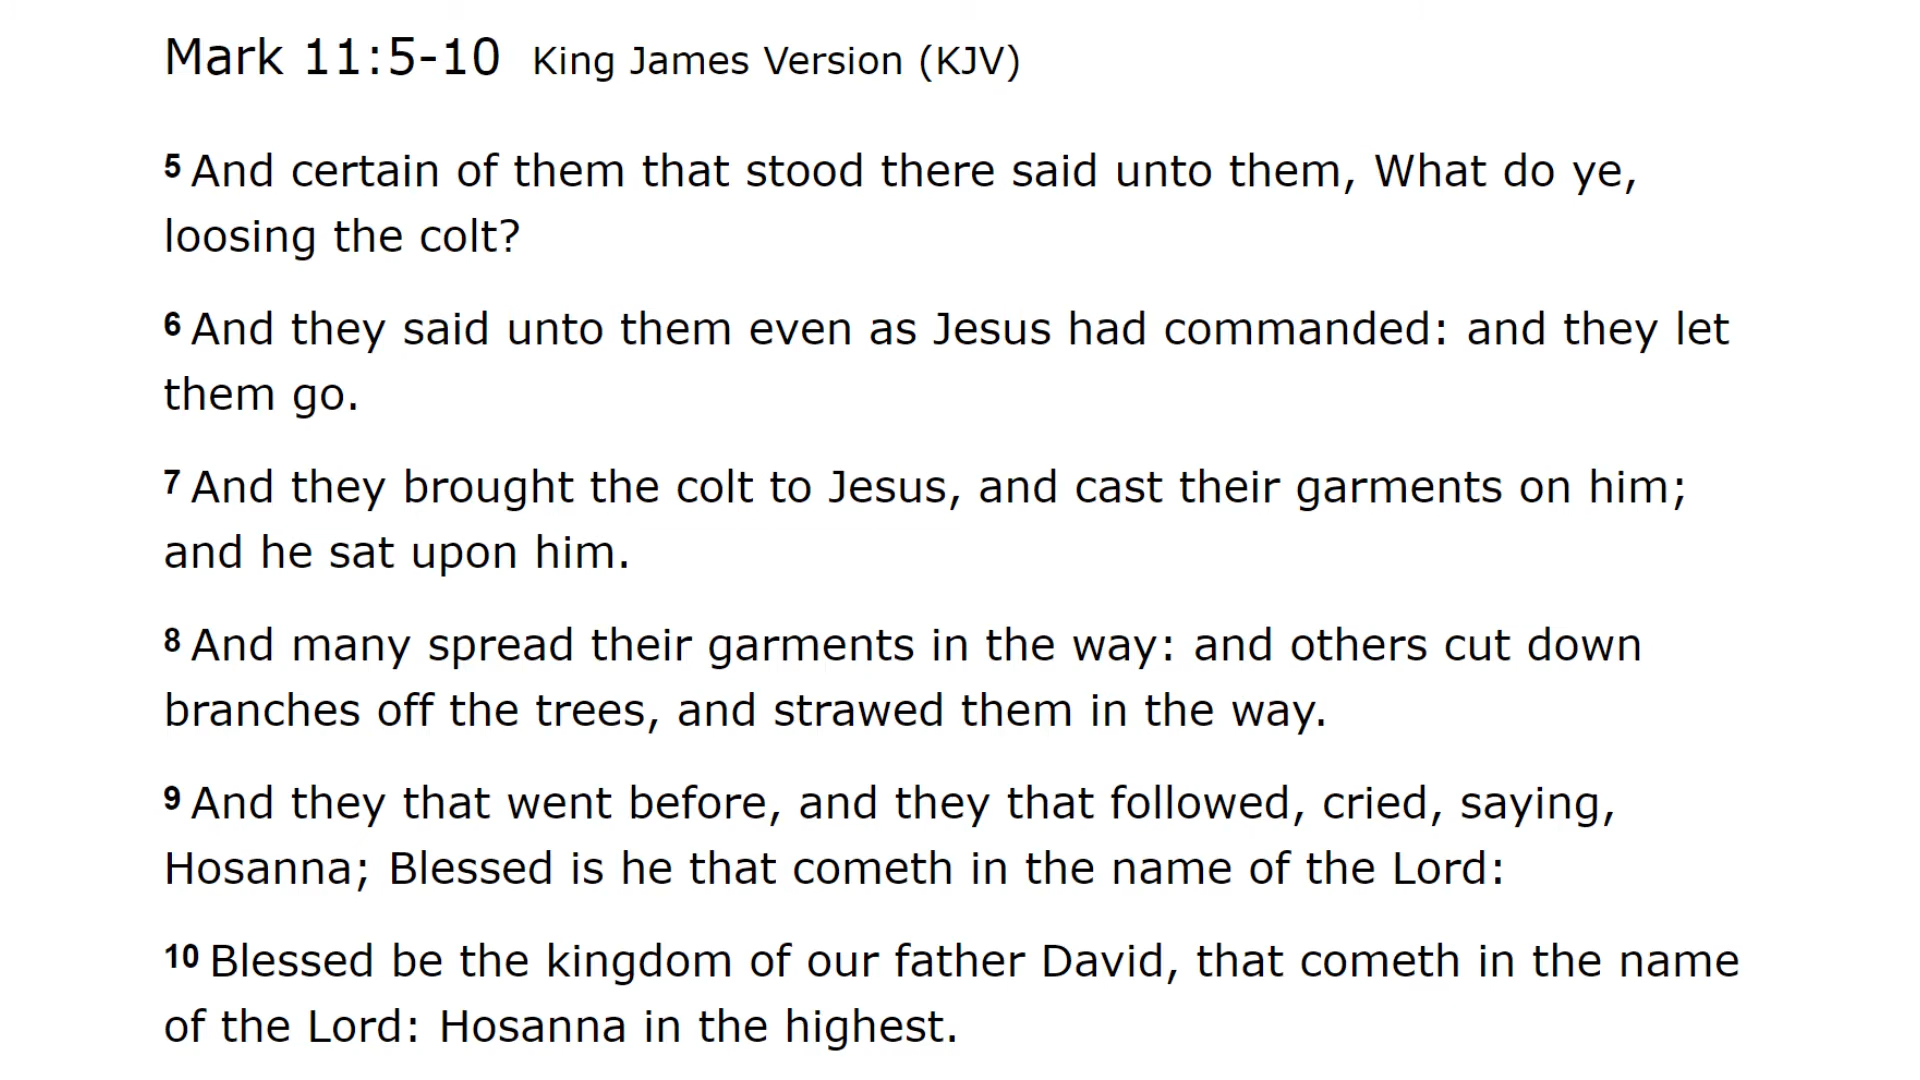 Mark 11:5-10 King James Version (KJV)
5 And certain of them that stood there said unto them, What do ye,
loosing the colt?
6 And they said unto them even as Jesus had commanded: and they let
them go.
7 And they brought the colt to Jesus, and cast their garments on him;
and he sat upon him.
8 And many spread their garments in the way: and others cut down
branches off the trees, and strawed them in the way.
9 And they that went before, and they that followed, cried, saying,
Hosanna; Blessed is he that cometh in the name of the Lord:
10 Blessed be the kingdom of our father David, that cometh in the name
of the Lord: Hosanna in the highest.